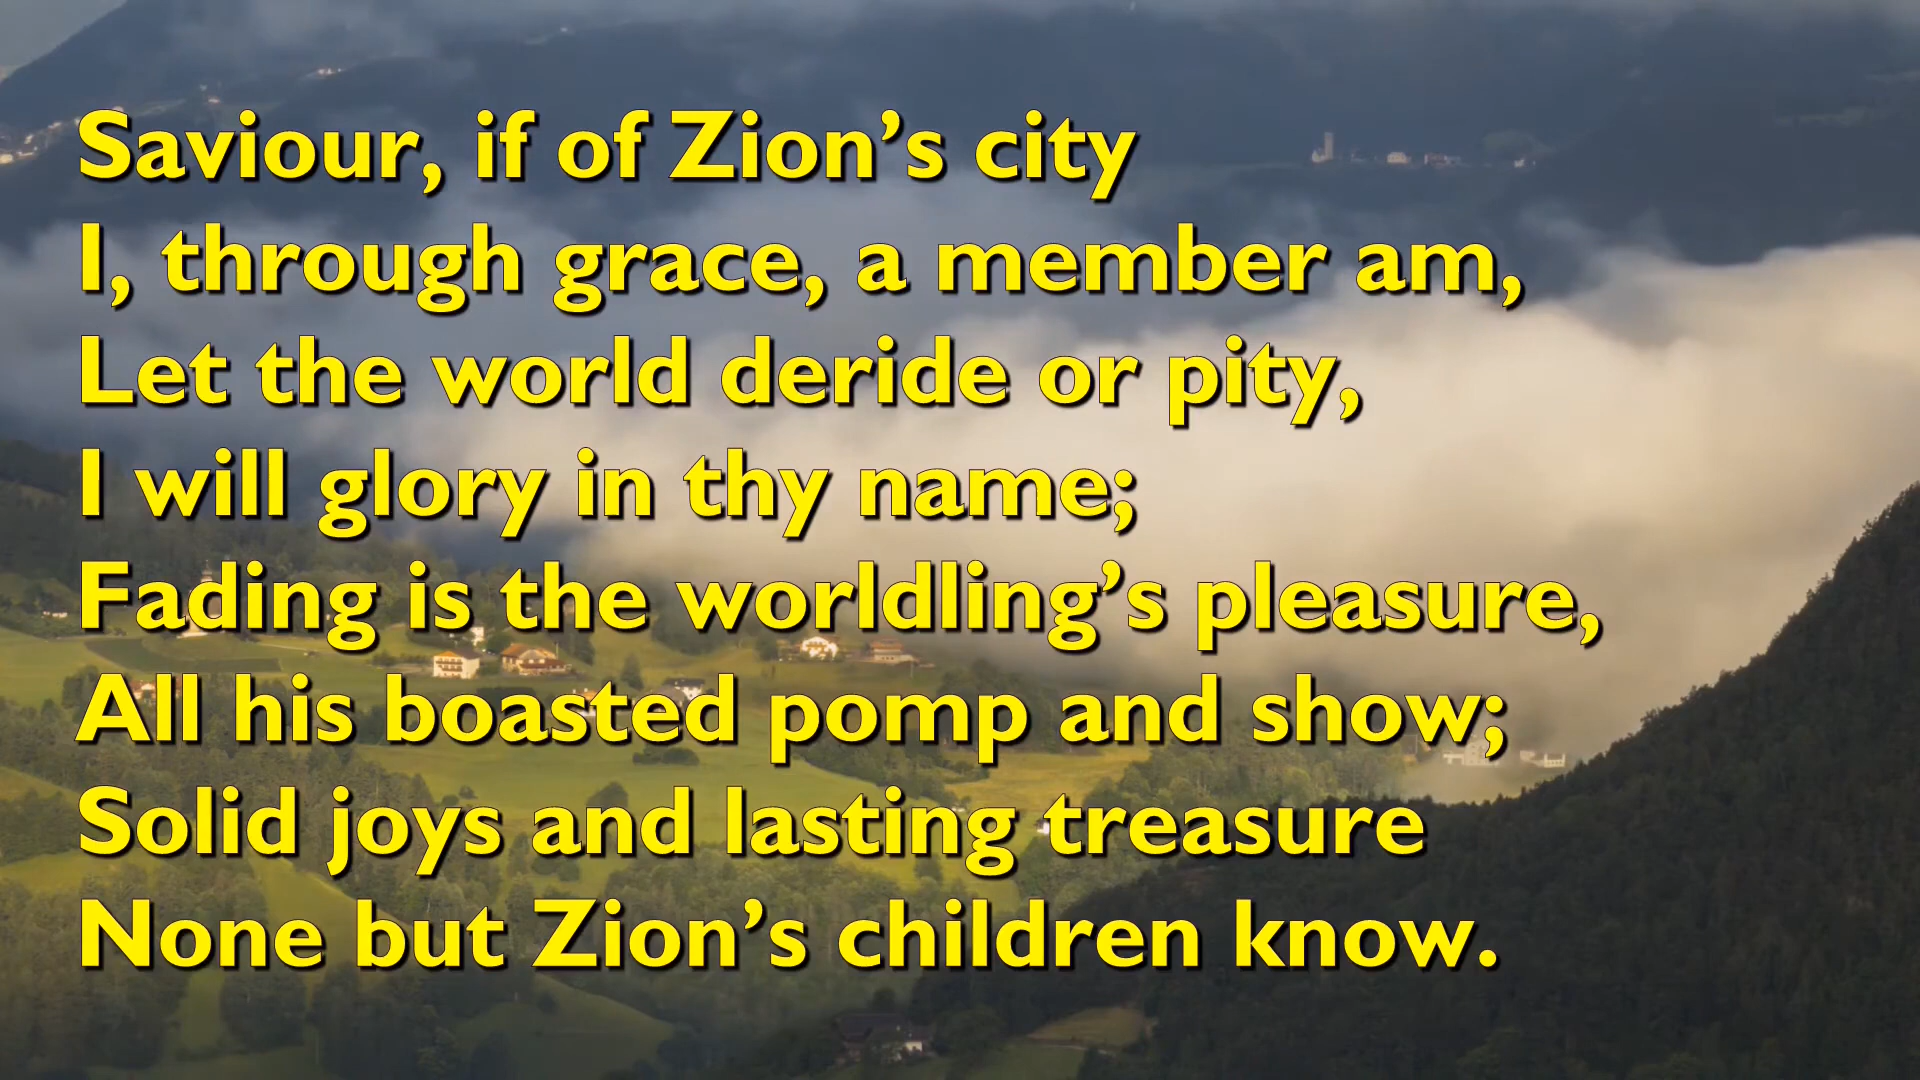 Saviour, if of Zion’s city
I, through grace, a member am,
Let the world deride or pity,
I will glory in thy name;
Fading is the worldling’s pleasure,
All his boasted pomp and show;
Solid joys and lasting treasure
None but Zion’s children know.